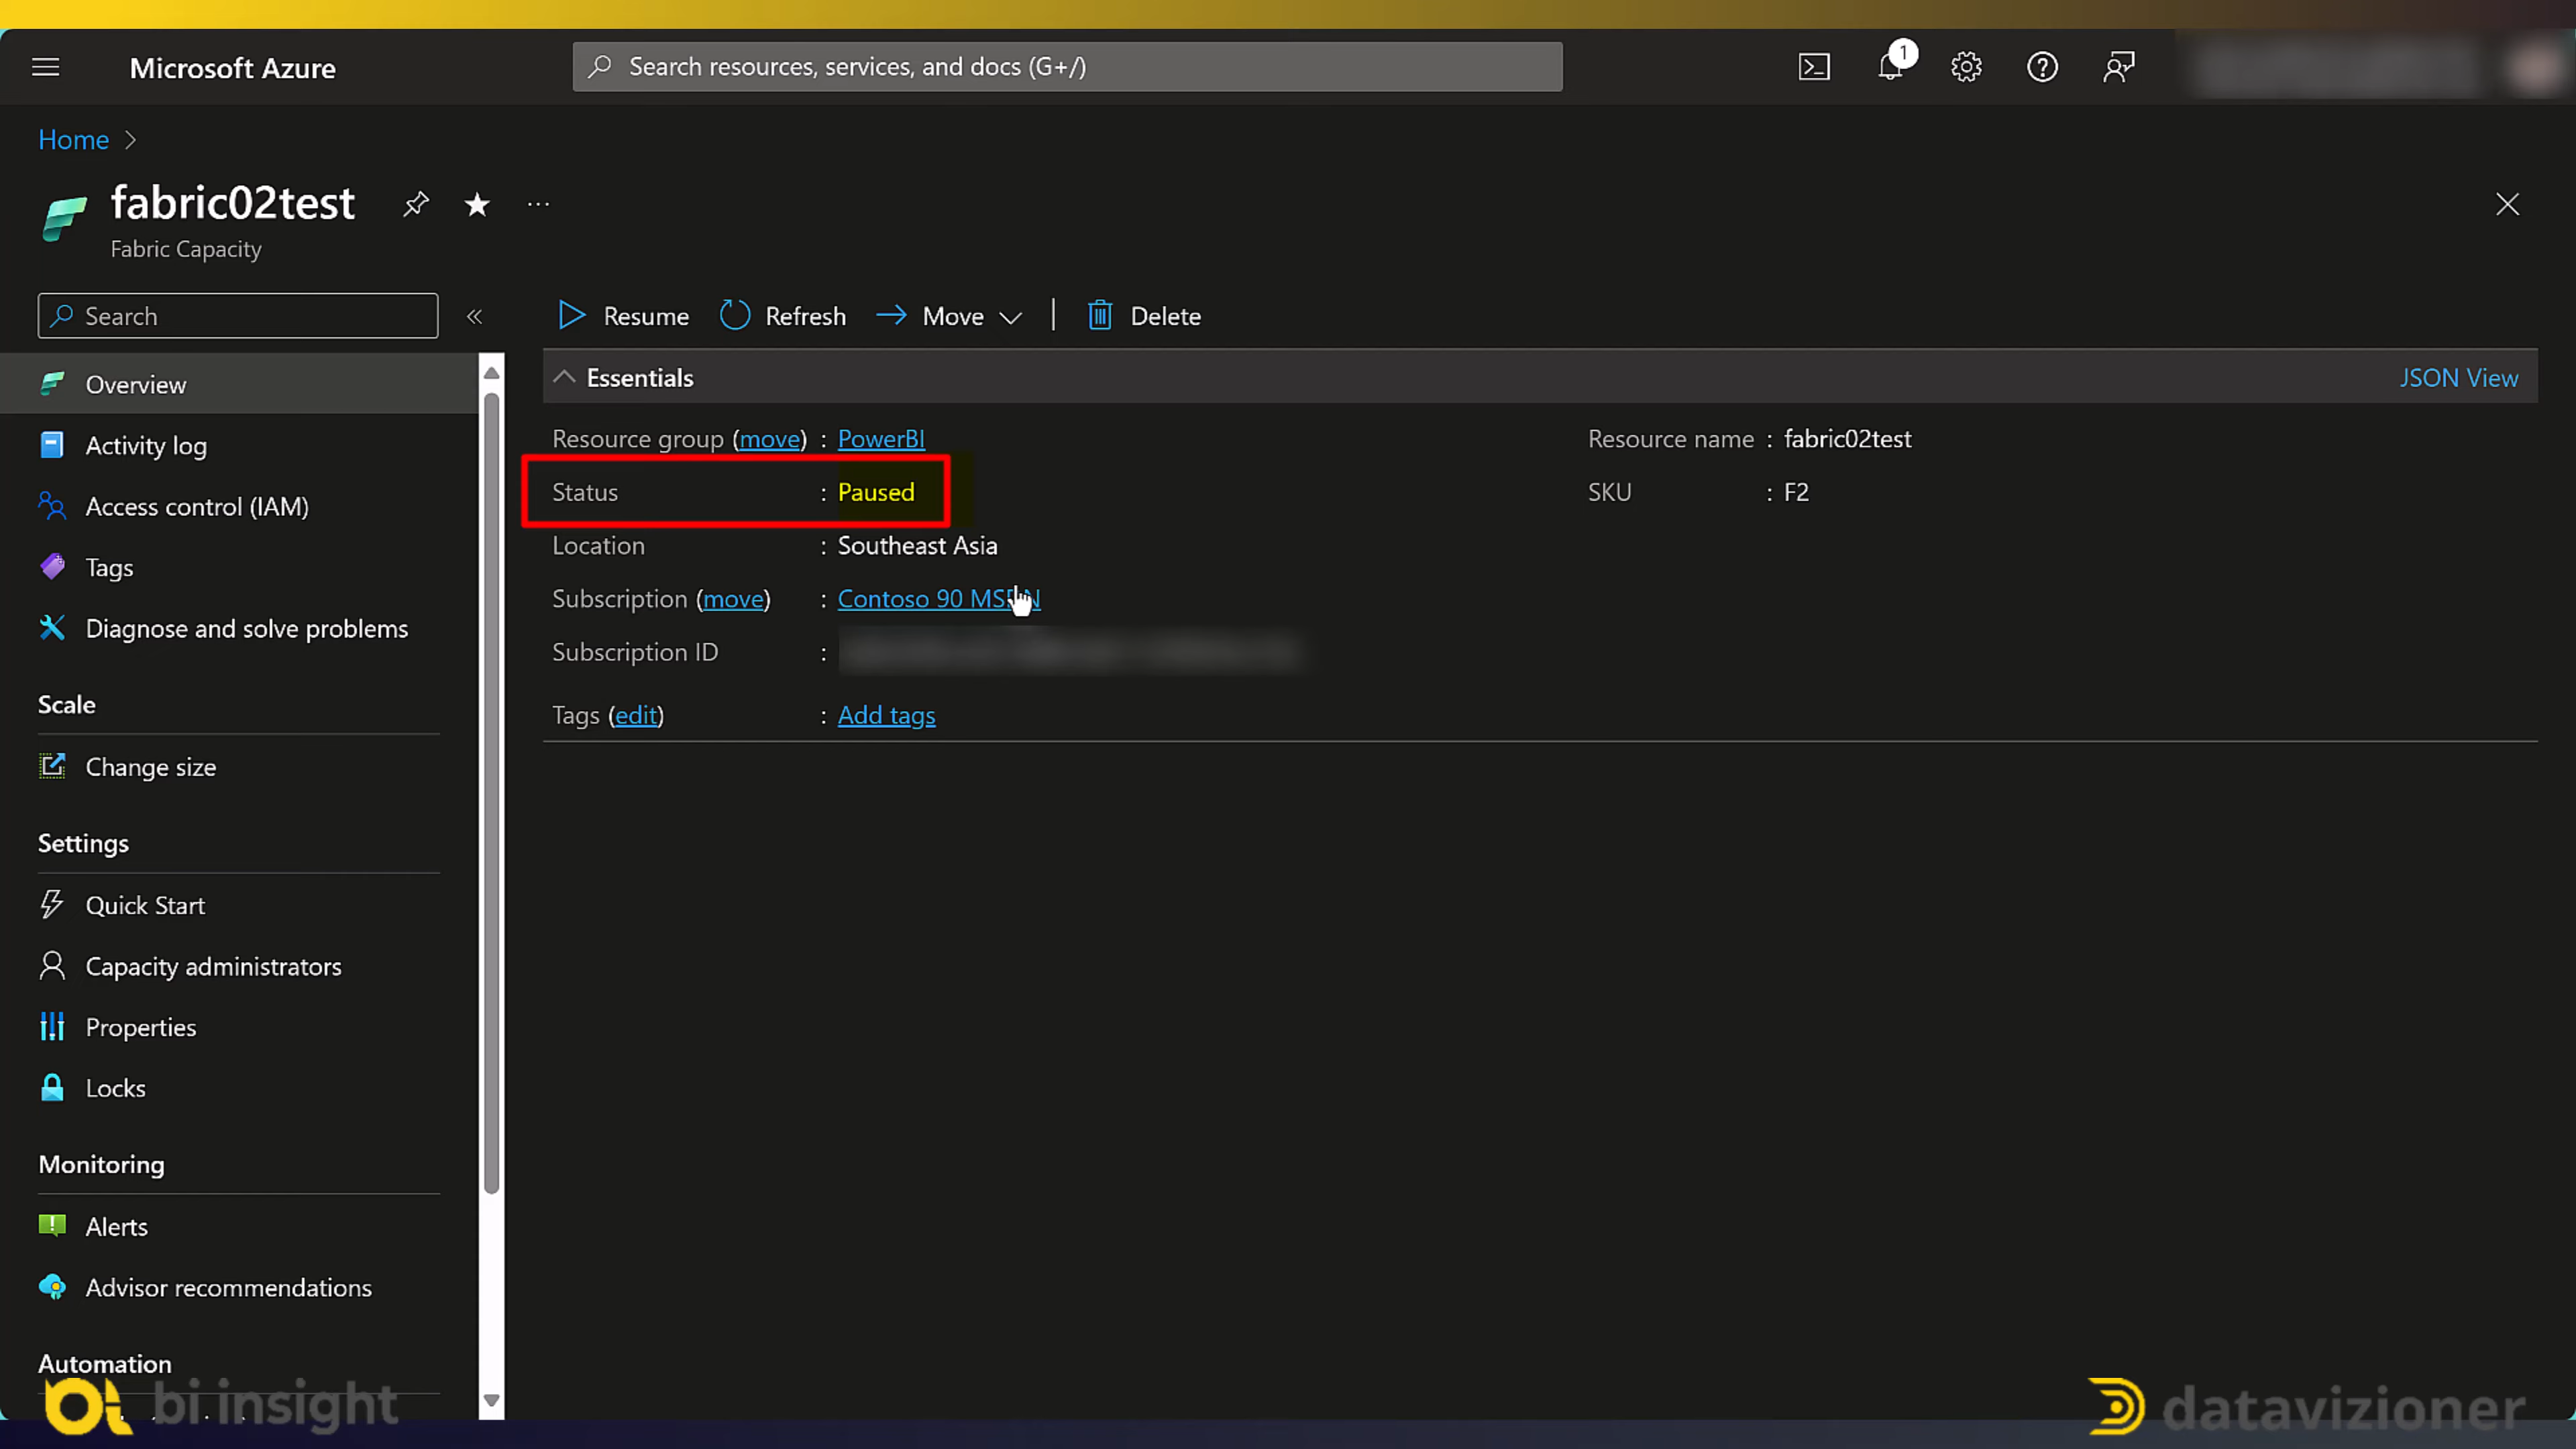 Microsoft Azure
Search resources, services, and docs (G+/)
1
Home
fabric02test
Fabric Capacity
Search
Resume Refresh Move Delete
Overview
Activity log
Access control (IAM)
Tags
Diagnose and solve problems
Scale
Change size
Settings
Quick Start
Capacity administrators
Properties
Locks
Monitoring
Alerts
Advisor recommendations
Automation
Essentials
JSON View
Resource group (move) : PowerBI
Status : Paused
Location : Southeast Asia
Subscription (move) : Contoso 90 MSDN
Subscription ID :
Tags (edit) : Add tags
Resource name : fabric02test
SKU : F2
bi insight
datavizioner